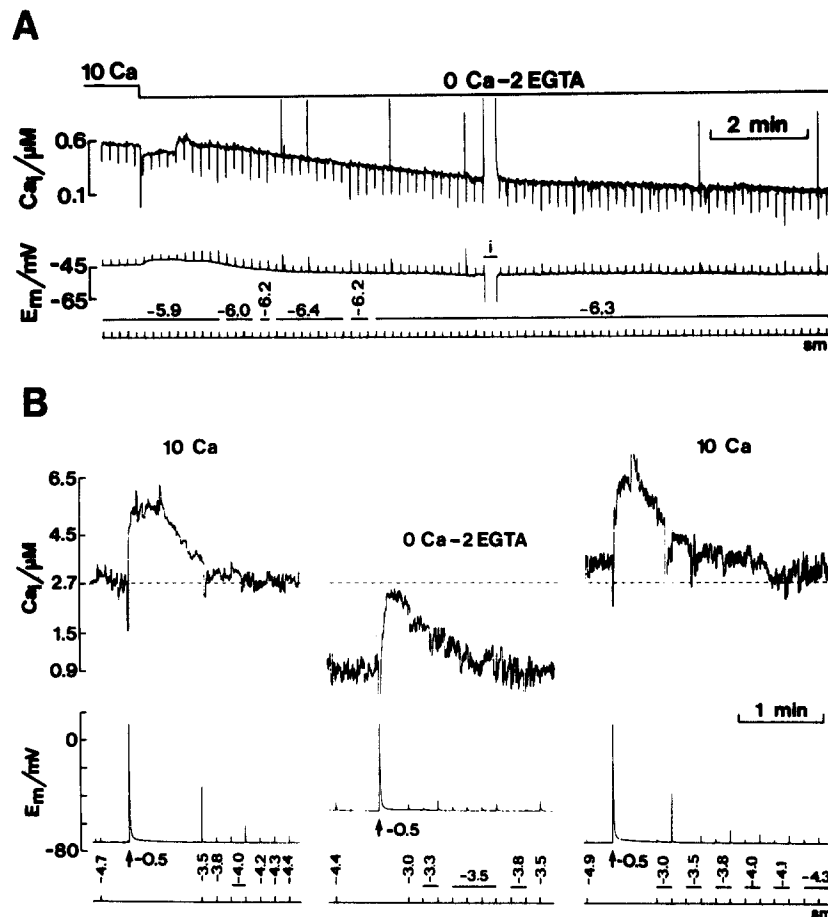 A
10 Ca
0 Ca-2 EGTA
2 min
Cai/µM
0.6
0.1
Em/mV
-45
-65
i
-5.9
-6.0
-6.2
-6.4
-6.2
-6.3
sm
B
10 Ca
0 Ca-2 EGTA
10 Ca
Cai/µM
6.5
4.5
2.7
1.5
0.9
1 min
Em/mV
0
-80
-4.7
-0.5
-3.5
-3.8
-4.0
-4.2
-4.3
-4.4
-4.4
-0.5
-3.0
-3.3
-3.5
-3.8
-3.5
-4.9
-0.5
-3.0
-3.5
-3.8
-4.0
-4.1
-4.3
sm